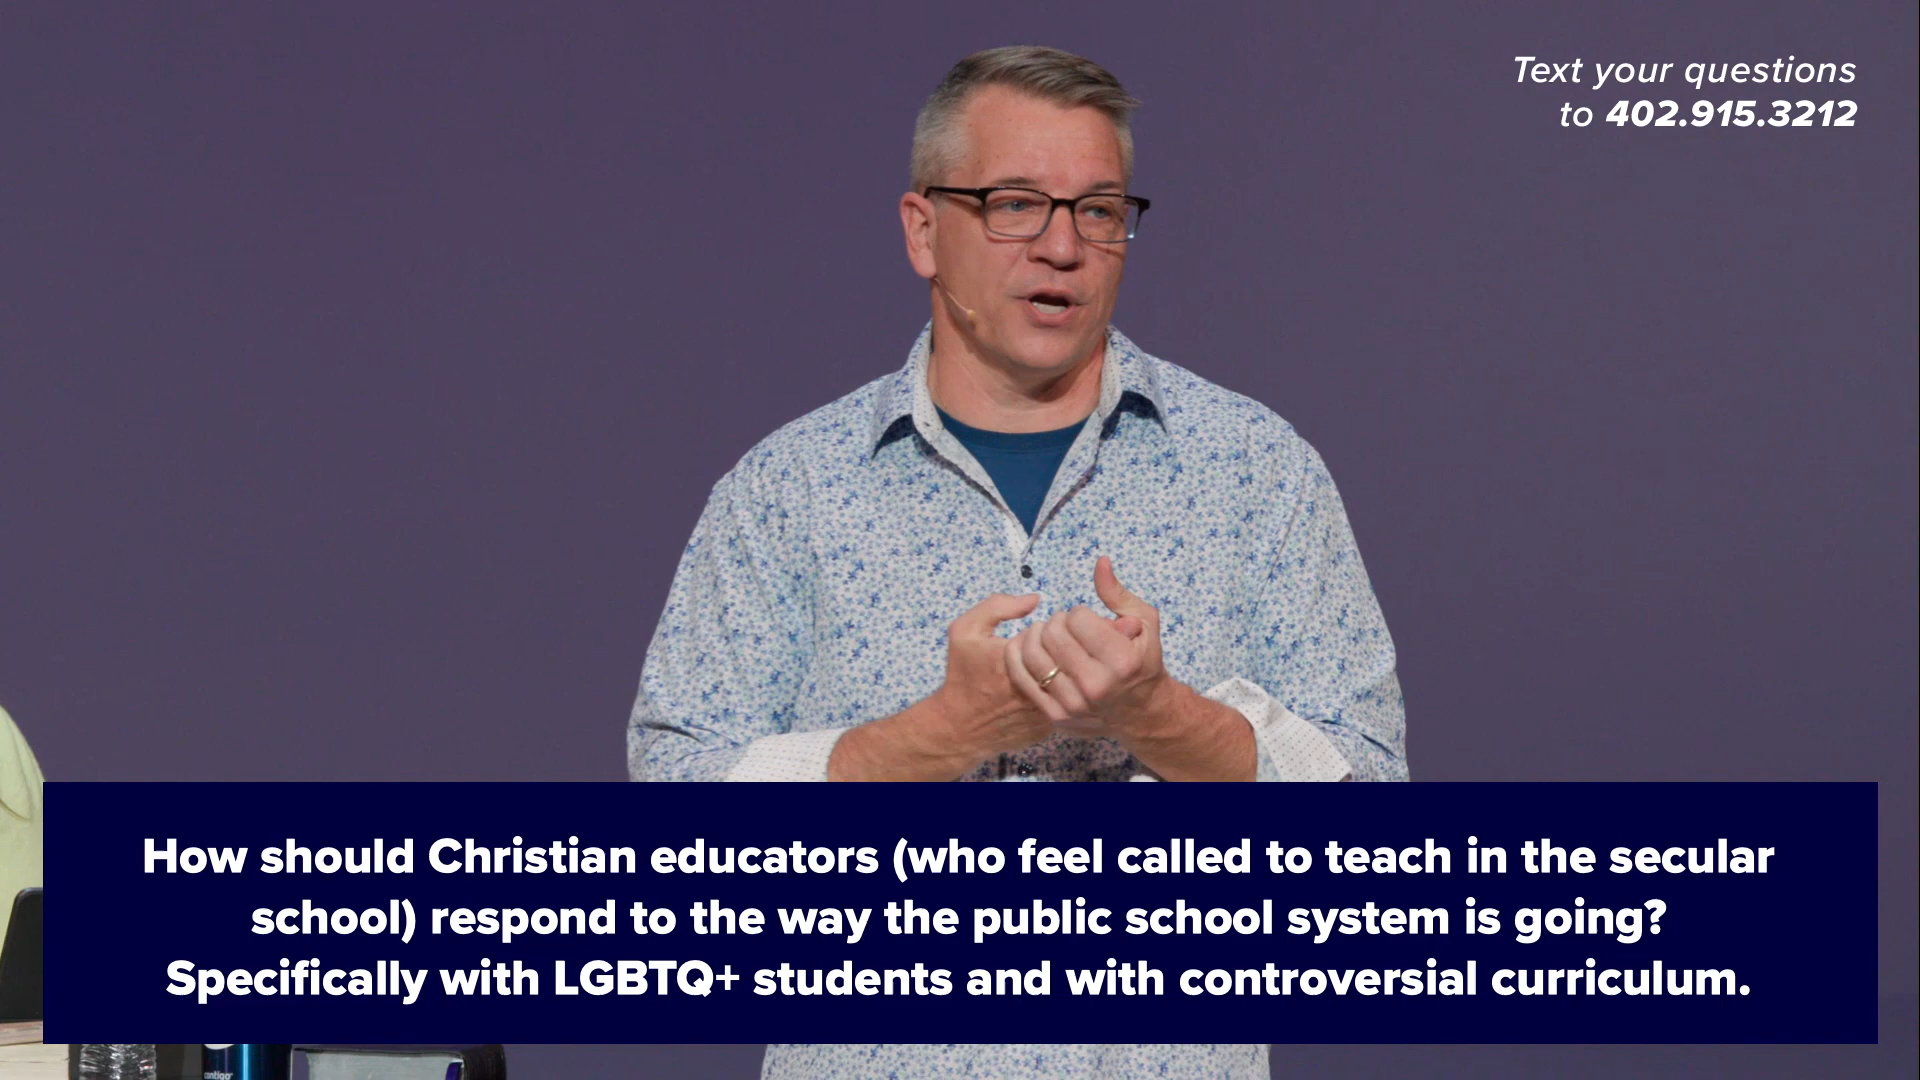 Text your questions
to 402.915.3212
How should Christian educators (who feel called to teach in the secular
school) respond to the way the public school system is going?
Specifically with LGBTQ+ students and with controversial curriculum.
contigo